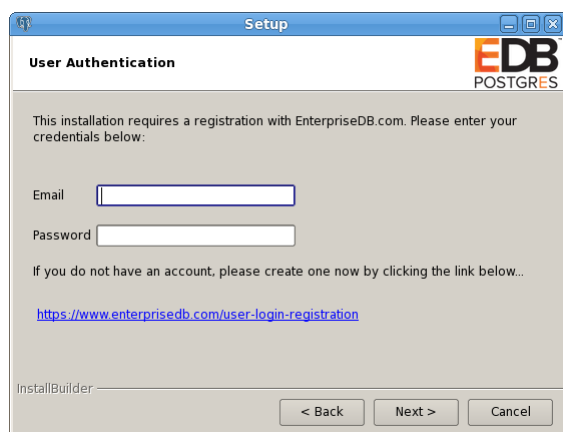 Setup
User Authentication
EDB
POSTGRES
This installation requires a registration with EnterpriseDB.com. Please enter your
credentials below:
Email
Password
If you do not have an account, please create one now by clicking the link below...
https://www.enterprisedb.com/user-login-registration
InstallBuilder
< Back
Next >
Cancel